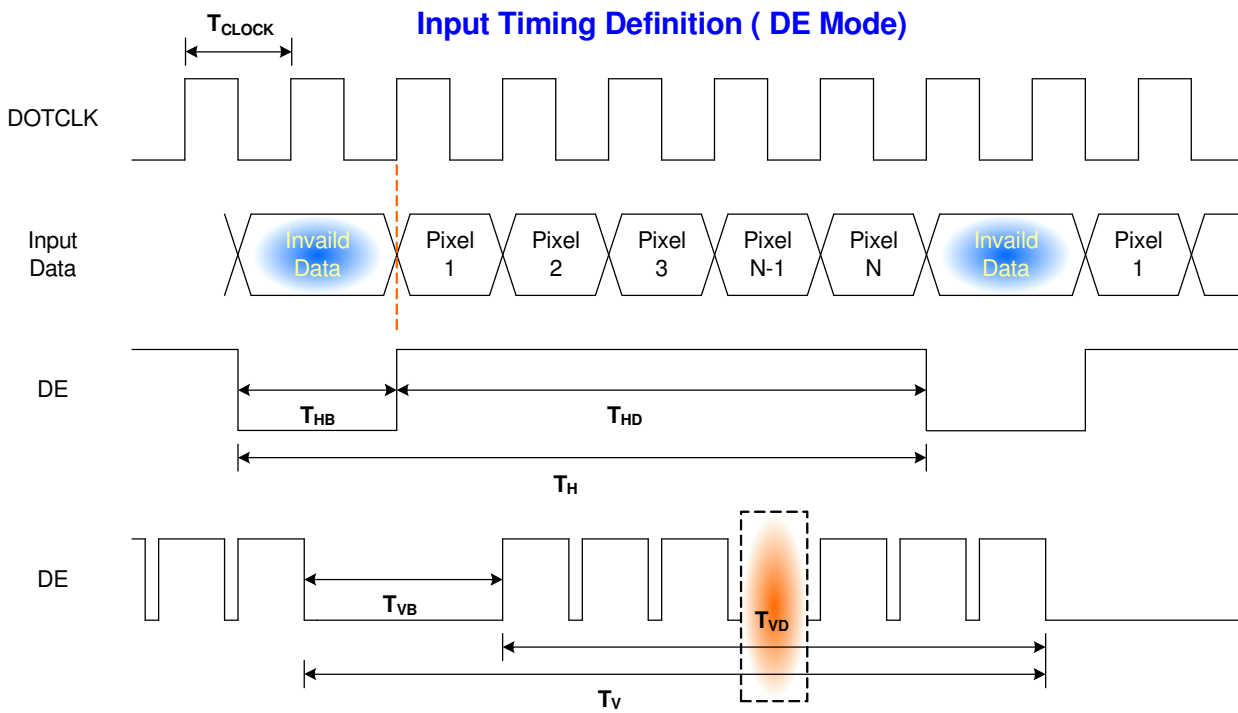 Input Timing Definition ( DE Mode)
TCLOCK
DOTCLK
Input
Data
Invaild
Data
Pixel
1
Pixel
2
Pixel
3
Pixel
N-1
Pixel
N
Invaild
Data
Pixel
1
DE
THB
THD
TH
DE
TVB
TVD
TV